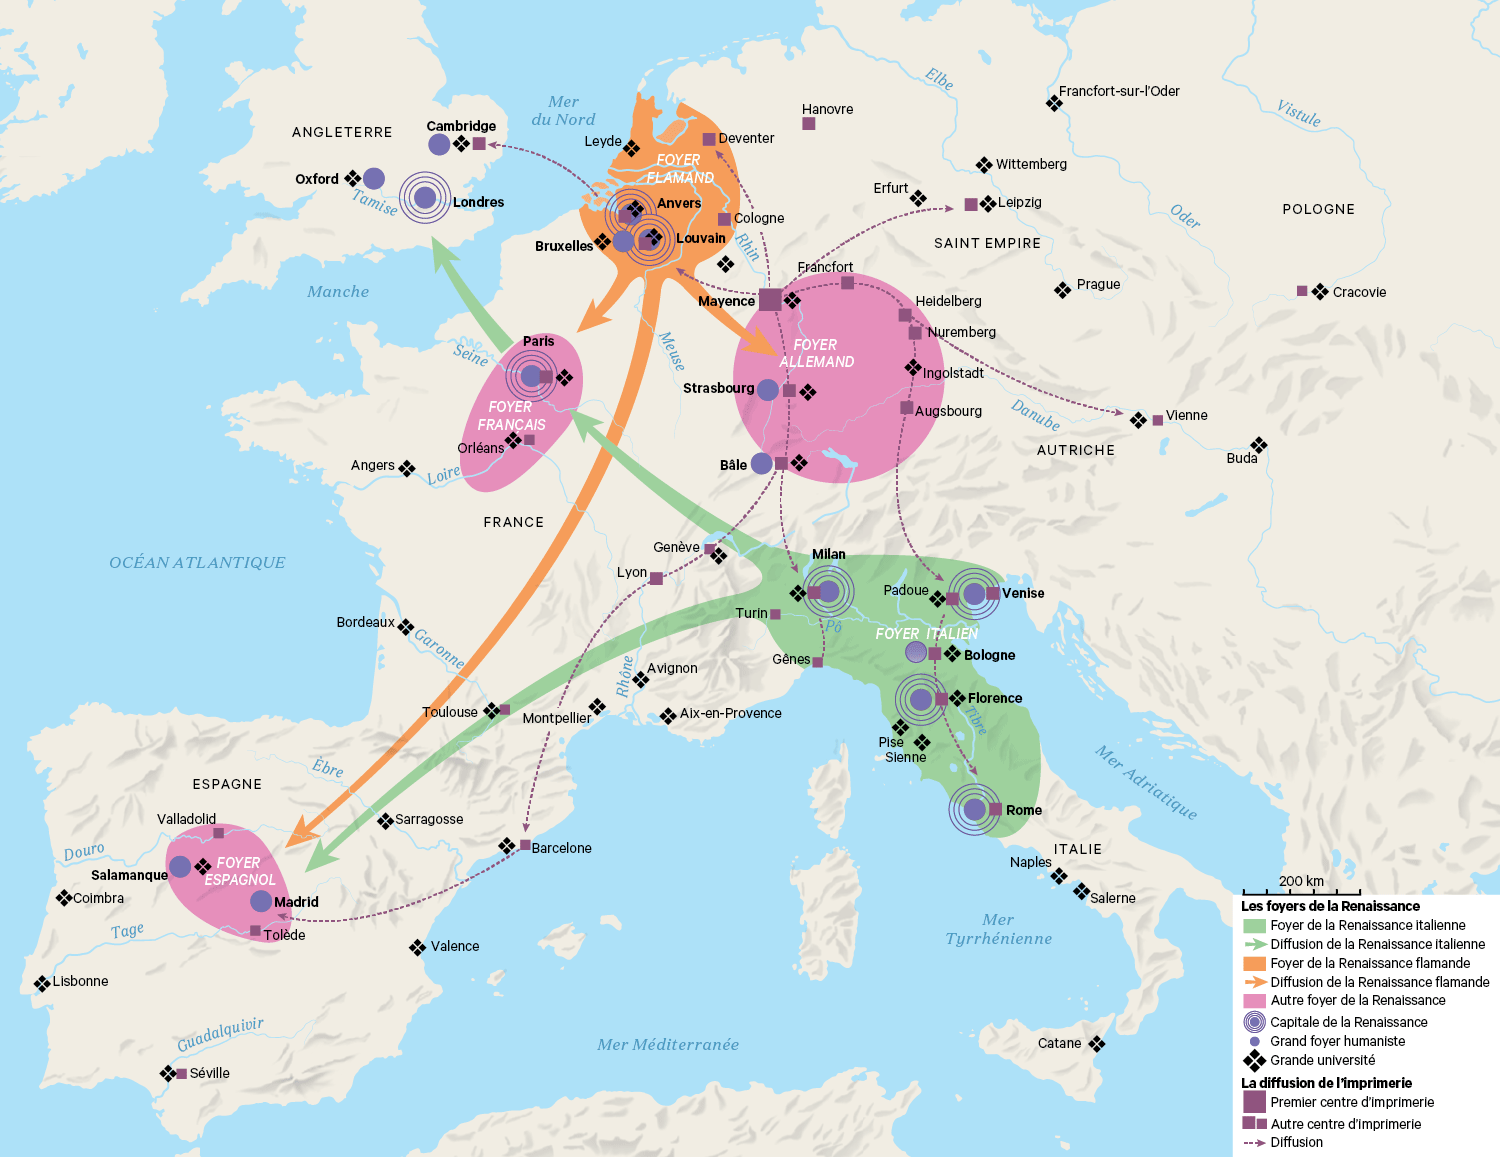 Mer
du Nord
Elbe
Francfort-sur-l'Oder
Vistule
Hanovre
ANGLETERRE
Cambridge
Leyde
Deventer
FOYER
FLAMAND
Wittemberg
Oxford
Tamise
Londres
Erfurt
Leipzig
Anvers
Cologne
Oder
POLOGNE
Bruxelles
Louvain
Rhin
SAINT EMPIRE
Francfort
Prague
Cracovie
Manche
Mayence
Heidelberg
Nuremberg
Paris
Seine
Meuse
FOYER
ALLEMAND
Ingolstadt
Strasbourg
FOYER
FRANCAIS
Augsbourg
Danube
Vienne
Orléans
AUTRICHE
Buda
Angers
Loire
Bâle
FRANCE
OCÉAN ATLANTIQUE
Genève
Milan
Lyon
Padoue
Venise
Turin
Pô
Bordeaux
Garonne
FOYER ITALIEN
Gênes
Bologne
Rhône
Avignon
Florence
Toulouse
Montpellier
Aix-en-Provence
Tibre
Pise
Sienne
Mer Adriatique
Èbre
ESPAGNE
Valladolid
Sarragosse
Rome
Douro
Barcelone
ITALIE
FOYER
ESPAGNOL
Salamanque
Naples
Coimbra
Madrid
Salerne
Tage
Tolède
Mer
Tyrrhénienne
Valence
Lisbonne
Guadalquivir
Mer Méditerranée
Catane
Séville
200 km
Les foyers de la Renaissance
Foyer de la Renaissance italienne
Diffusion de la Renaissance italienne
Foyer de la Renaissance flamande
Diffusion de la Renaissance flamande
Autre foyer de la Renaissance
Capitale de la Renaissance
Grand foyer humaniste
Grande université
La diffusion de l'imprimerie
Premier centre d'imprimerie
Autre centre d'imprimerie
Diffusion